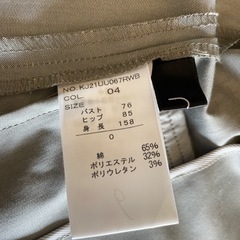 NO.KJ21UU067RWB
COL. 04
SIZE
バスト 76
ヒップ 85
身長 158
0
綿 65%
ポリエステル 32%
ポリウレタン 3%